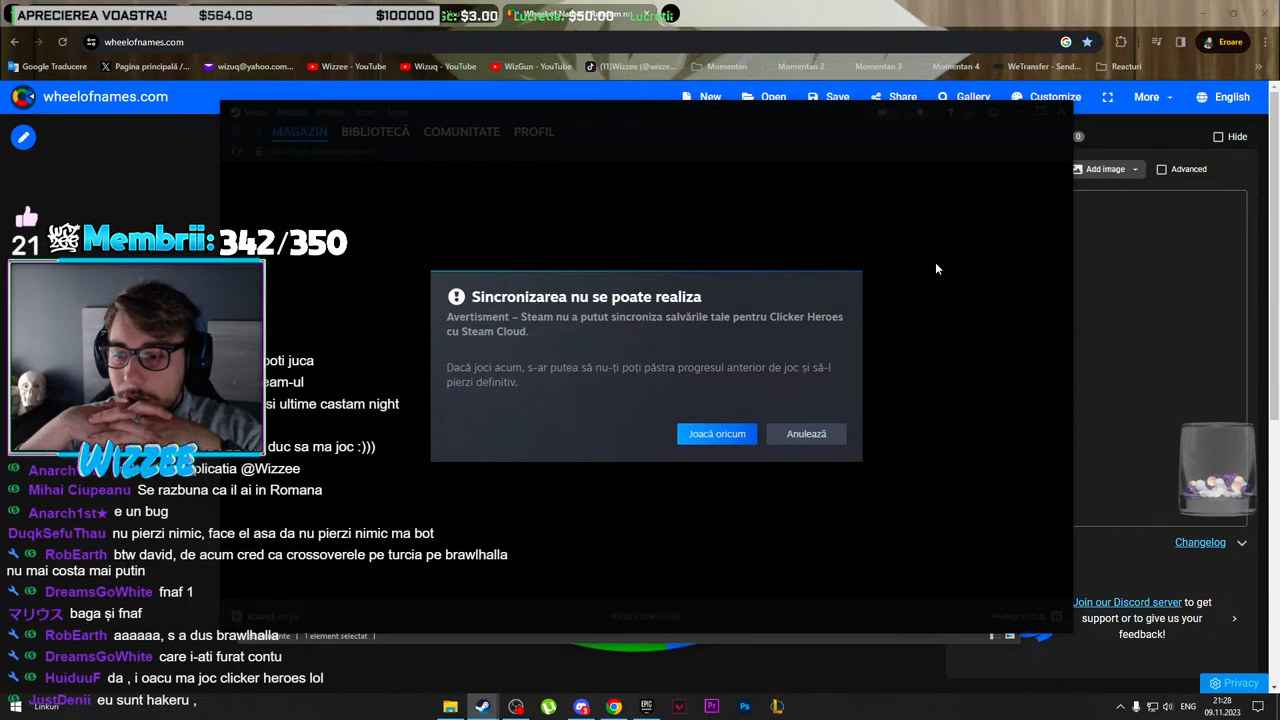 APRECIEREA VOASTRA!
$564.08
$100000
$3.00
Lucretia: $50.00
wheelofnames.com
Eroare
Google Traducere
Pagina principală /...
wizuq@yahoo.com...
Wizzee - YouTube
Wizuq - YouTube
WizGun - YouTube
(11)Wizzee (@wizze...
Momentan
Momentan 2
Momentan 3
Momentan 4
WeTransfer - Send...
Reacturi
wheelofnames.com
New
Open
Save
Share
Gallery
Customize
More
English
MAGAZIN
BIBLIOTECĂ
COMUNITATE
PROFIL
0
Hide
Add image
Advanced
21
Membrii: 342/350
Sincronizarea nu se poate realiza
Avertisment – Steam nu a putut sincroniza salvările tale pentru Clicker Heroes
cu Steam Cloud.
Dacă joci acum, s-ar putea să nu-ți poți păstra progresul anterior de joc și să-l
pierzi definitiv.
Joacă oricum
Anulează
poti juca
si ultime castam night
duc sa ma joc :)))
WIZZEE
Anarch
plicatia @Wizzee
Mihai Ciupeanu Se razbuna ca il ai in Romana
Anarch1st★ e un bug
DuqkSefuThau nu pierzi nimic, face el asa da nu pierzi nimic ma bot
RobEarth btw david, de acum cred ca crossoverele pe turcia pe brawlhalla
nu mai costa mai putin
DreamsGoWhite fnaf 1
マリウス baga și fnaf
RobEarth aaaaaa, s a dus brawlhalla
DreamsGoWhite care i-ati furat contu
HuiduuF da , i oacu ma joc clicker heroes lol
JustDenii eu sunt hakeru ,
1 element selectat
Changelog
Join our Discord server to get
support or to give us your
feedback!
Privacy
Linkuri
ENG
21:28
09.11.2023